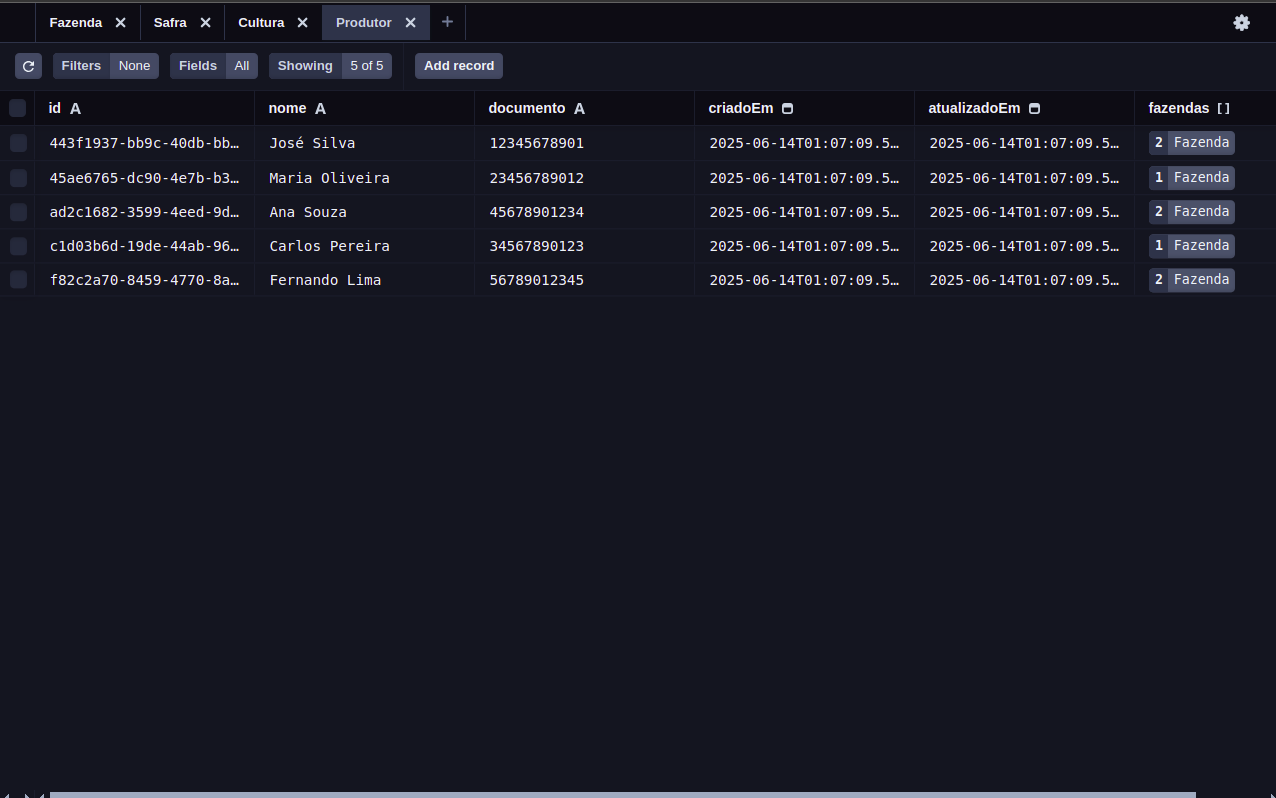 Fazenda Safra Cultura Produtor +
Filters None Fields All Showing 5 of 5 Add record
id A nome A documento A criadoEm atualizadoEm fazendas []
443f1937-bb9c-40db-bb… José Silva 12345678901 2025-06-14T01:07:09.5… 2025-06-14T01:07:09.5… 2 Fazenda
45ae6765-dc90-4e7b-b3… Maria Oliveira 23456789012 2025-06-14T01:07:09.5… 2025-06-14T01:07:09.5… 1 Fazenda
ad2c1682-3599-4eed-9d… Ana Souza 45678901234 2025-06-14T01:07:09.5… 2025-06-14T01:07:09.5… 2 Fazenda
c1d03b6d-19de-44ab-96… Carlos Pereira 34567890123 2025-06-14T01:07:09.5… 2025-06-14T01:07:09.5… 1 Fazenda
f82c2a70-8459-4770-8a… Fernando Lima 56789012345 2025-06-14T01:07:09.5… 2025-06-14T01:07:09.5… 2 Fazenda